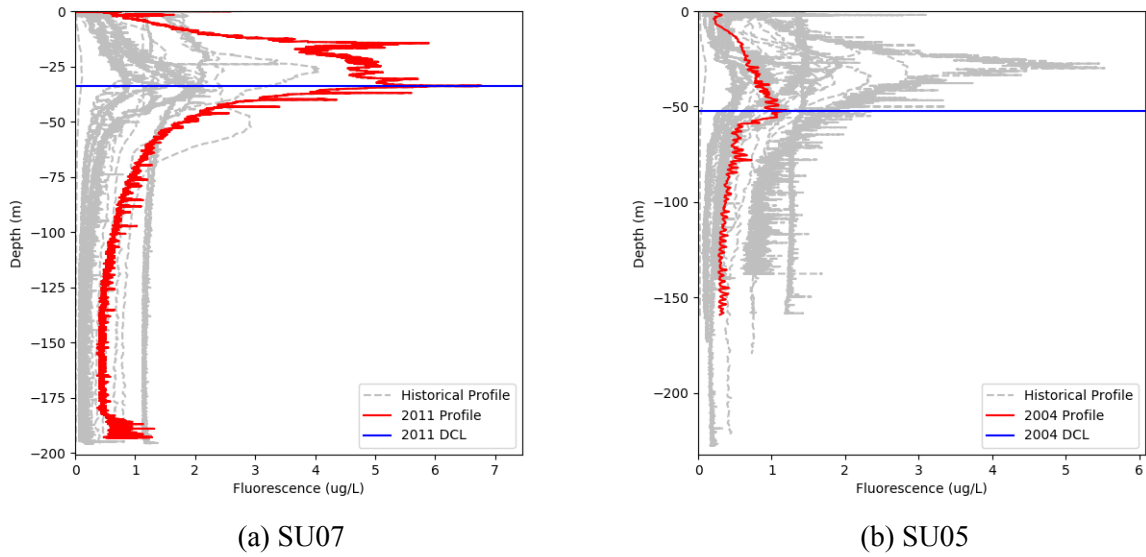 0
−25
−50
−75
−100
−125
−150
−175
−200
Depth (m)
0 1 2 3 4 5 6 7
Fluorescence (ug/L)
Historical Profile
2011 Profile
2011 DCL
(a) SU07
0
−50
−100
−150
−200
Depth (m)
0 1 2 3 4 5 6
Fluorescence (ug/L)
Historical Profile
2004 Profile
2004 DCL
(b) SU05